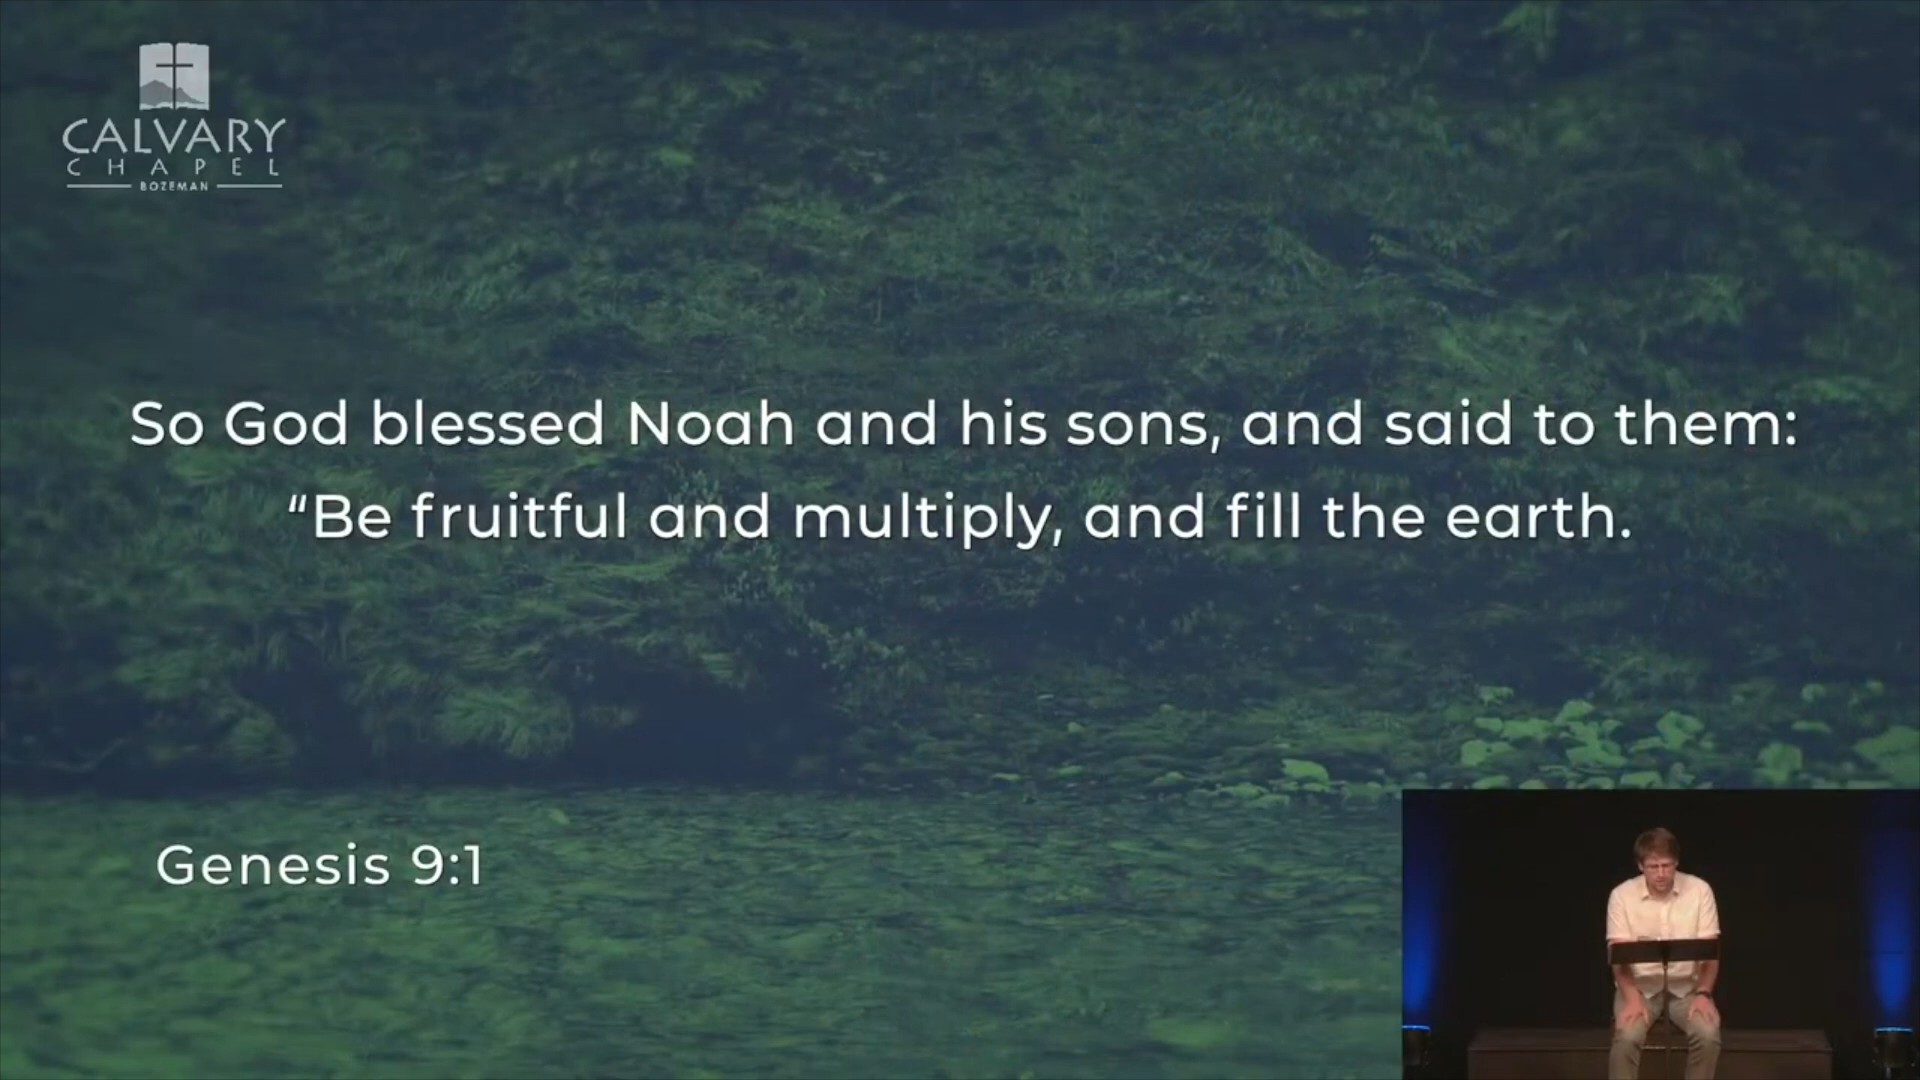 CALVARY
CHAPEL
BOZEMAN
So God blessed Noah and his sons, and said to them:
“Be fruitful and multiply, and fill the earth.
Genesis 9:1